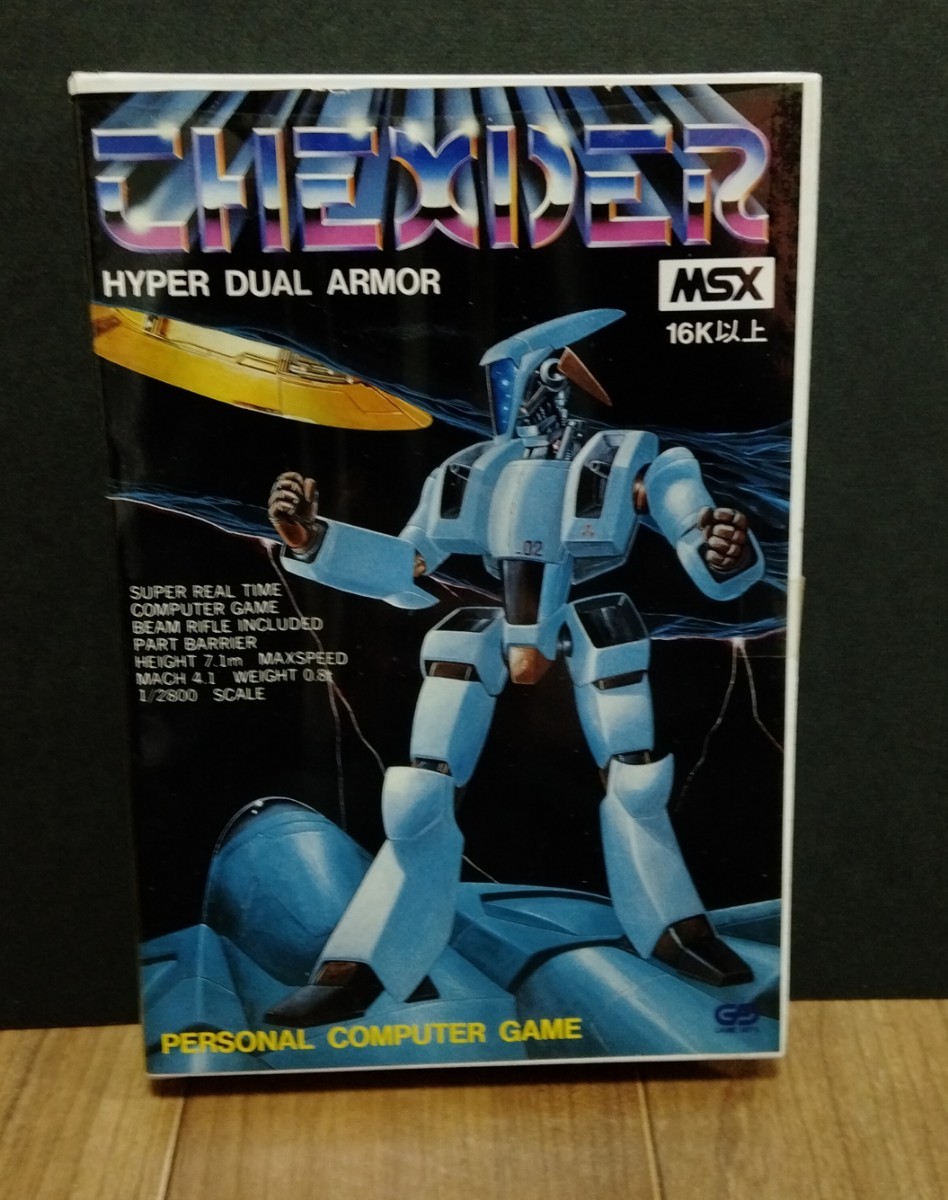 THEXDER
HYPER DUAL ARMOR
MSX
16K以上
.02
SUPER REAL TIME
COMPUTER GAME
BEAM RIFLE INCLUDED
PART BARRIER
HEIGHT 7.1m MAXSPEED
MACH 4.1 WEIGHT 0.8t
1/2800 SCALE
PERSONAL COMPUTER GAME